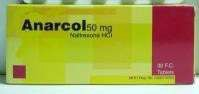 Anarcol 50 mg
Naltrexone HCl
30 F.C.
Tablets